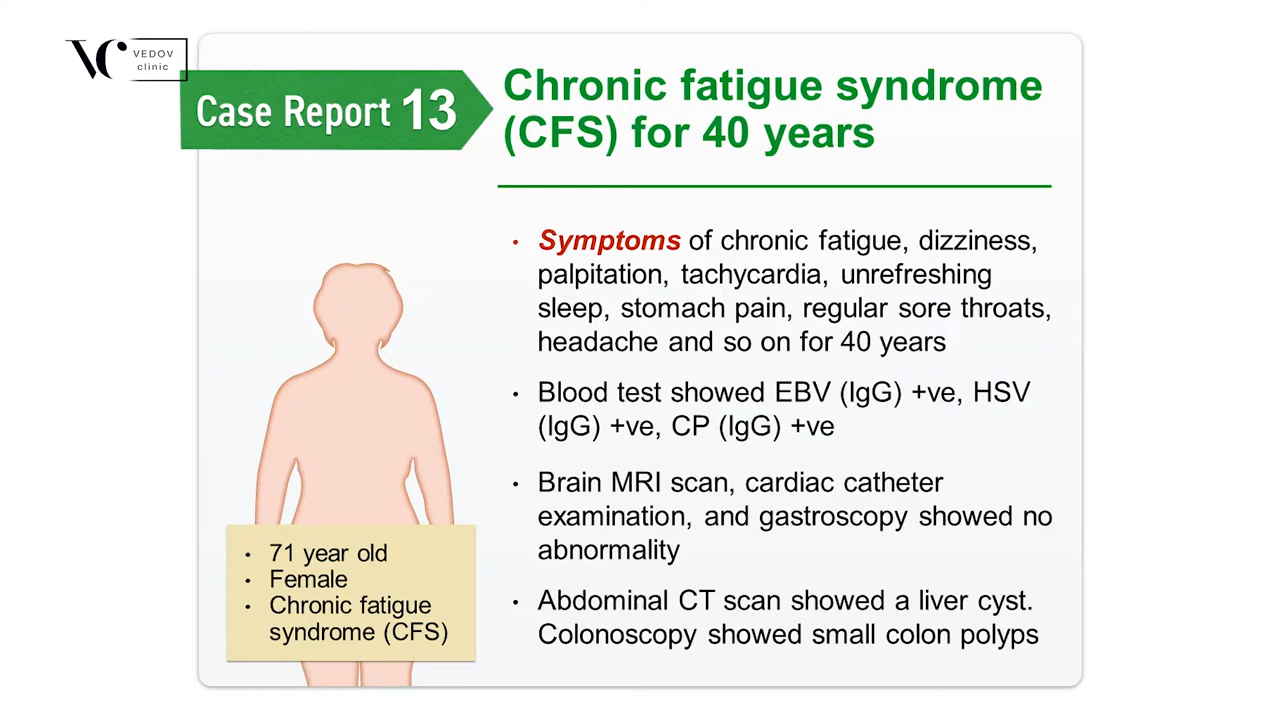 VC
VEDOV
clinic
Case Report 13
Chronic fatigue syndrome
(CFS) for 40 years
• Symptoms of chronic fatigue, dizziness,
palpitation, tachycardia, unrefreshing
sleep, stomach pain, regular sore throats,
headache and so on for 40 years
• Blood test showed EBV (IgG) +ve, HSV
(IgG) +ve, CP (IgG) +ve
• Brain MRI scan, cardiac catheter
examination, and gastroscopy showed no
abnormality
• Abdominal CT scan showed a liver cyst.
Colonoscopy showed small colon polyps
• 71 year old
• Female
• Chronic fatigue
syndrome (CFS)